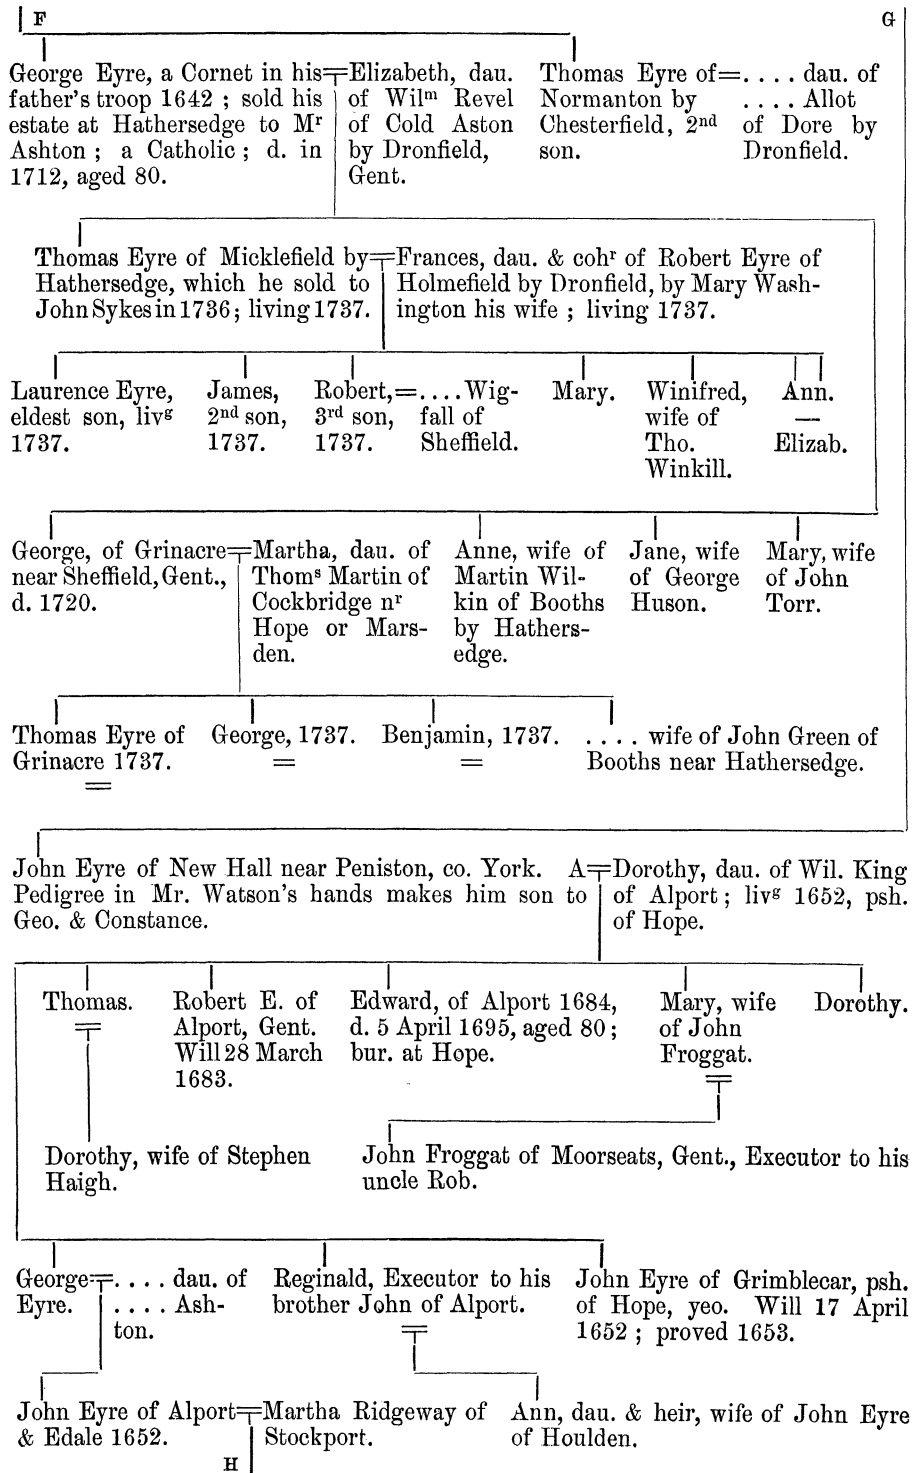 F
G
George Eyre, a Cornet in his
father's troop 1642 ; sold his
estate at Hathersedge to Mʳ
Ashton ; a Catholic ; d. in
1712, aged 80.
=Elizabeth, dau.
of Wilᵐ Revel
of Cold Aston
by Dronfield,
Gent.
Thomas Eyre of
Normanton by
Chesterfield, 2ⁿᵈ
son.
=. . . . dau. of
. . . . Allot
of Dore by
Dronfield.
Thomas Eyre of Micklefield by
Hathersedge, which he sold to
John Sykes in 1736; living 1737.
=Frances, dau. & cohʳ of Robert Eyre of
Holmefield by Dronfield, by Mary Wash-
ington his wife ; living 1737.
Laurence Eyre,
eldest son, livᵍ
1737.
James,
2ⁿᵈ son,
1737.
Robert,
3ʳᵈ son,
1737.
=. . . . Wig-
fall of
Sheffield.
Mary.
Winifred,
wife of
Tho.
Winkill.
Ann.
—
Elizab.
George, of Grinacre
near Sheffield, Gent.,
d. 1720.
=Martha, dau. of
Thomˢ Martin of
Cockbridge nʳ
Hope or Mars-
den.
Anne, wife of
Martin Wil-
kin of Booths
by Hathers-
edge.
Jane, wife
of George
Huson.
Mary, wife
of John
Torr.
Thomas Eyre of
Grinacre 1737.
=
George, 1737.
=
Benjamin, 1737.
=
. . . . wife of John Green of
Booths near Hathersedge.
John Eyre of New Hall near Peniston, co. York.
Pedigree in Mr. Watson's hands makes him son to
Geo. & Constance.
A=Dorothy, dau. of Wil. King
of Alport ; livᵍ 1652, psh.
of Hope.
Thomas.
=
Robert E. of
Alport, Gent.
Will 28 March
1683.
Edward, of Alport 1684,
d. 5 April 1695, aged 80 ;
bur. at Hope.
Mary, wife
of John
Froggat.
=
Dorothy.
Dorothy, wife of Stephen
Haigh.
John Froggat of Moorseats, Gent., Executor to his
uncle Rob.
George
Eyre.
=. . . . dau. of
. . . . Ash-
ton.
Reginald, Executor to his
brother John of Alport.
=
John Eyre of Grimblecar, psh.
of Hope, yeo. Will 17 April
1652 ; proved 1653.
John Eyre of Alport
& Edale 1652.
=Martha Ridgeway of
Stockport.
H
Ann, dau. & heir, wife of John Eyre
of Houlden.